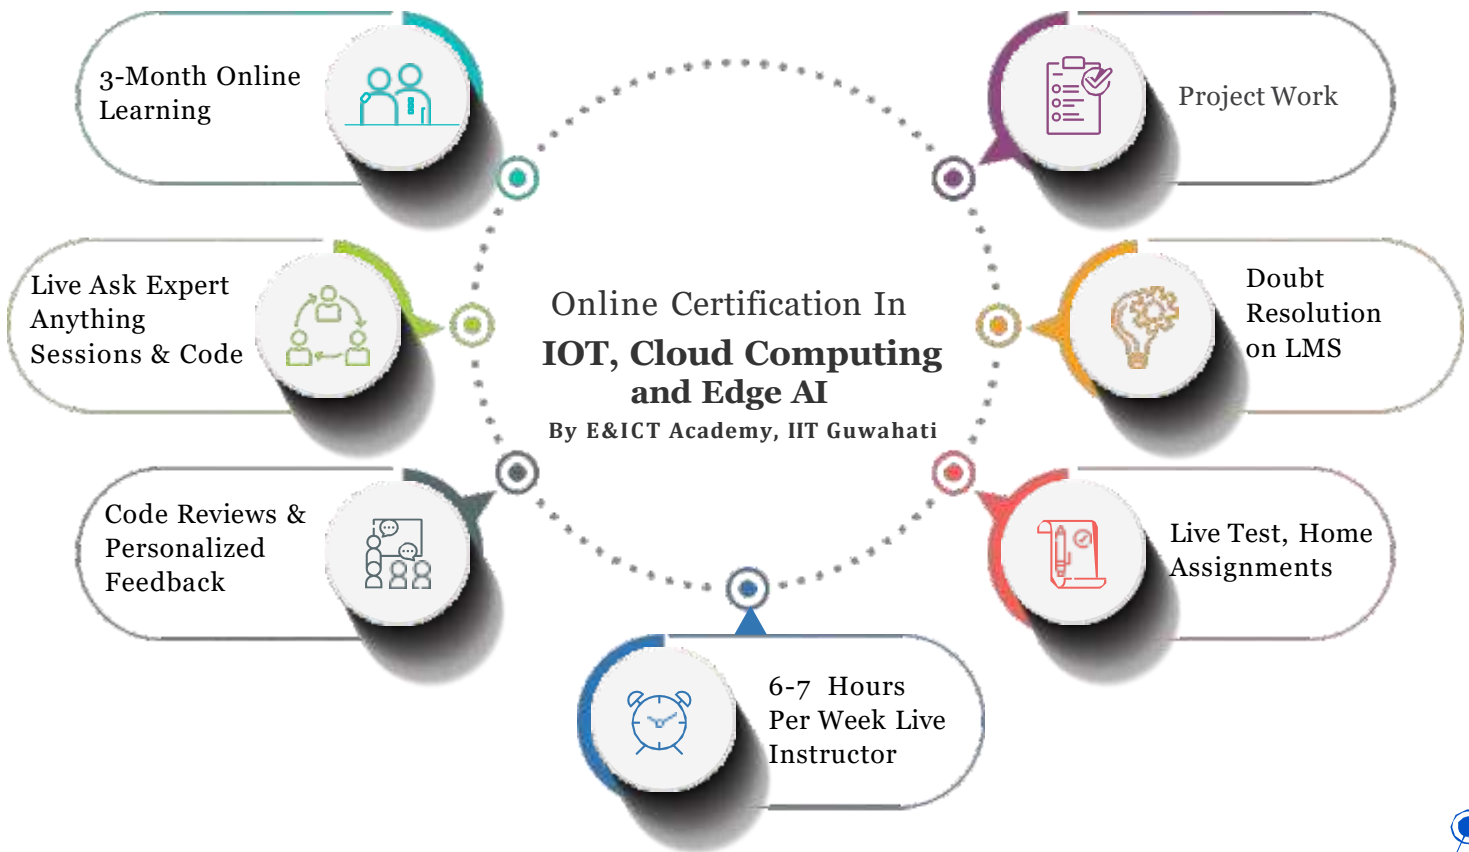 3-Month Online
Learning
Project Work
Live Ask Expert
Anything
Sessions & Code
Online Certification In
IOT, Cloud Computing
and Edge AI
By E&ICT Academy, IIT Guwahati
Doubt
Resolution
on LMS
Code Reviews &
Personalized
Feedback
Live Test, Home
Assignments
6-7 Hours
Per Week Live
Instructor